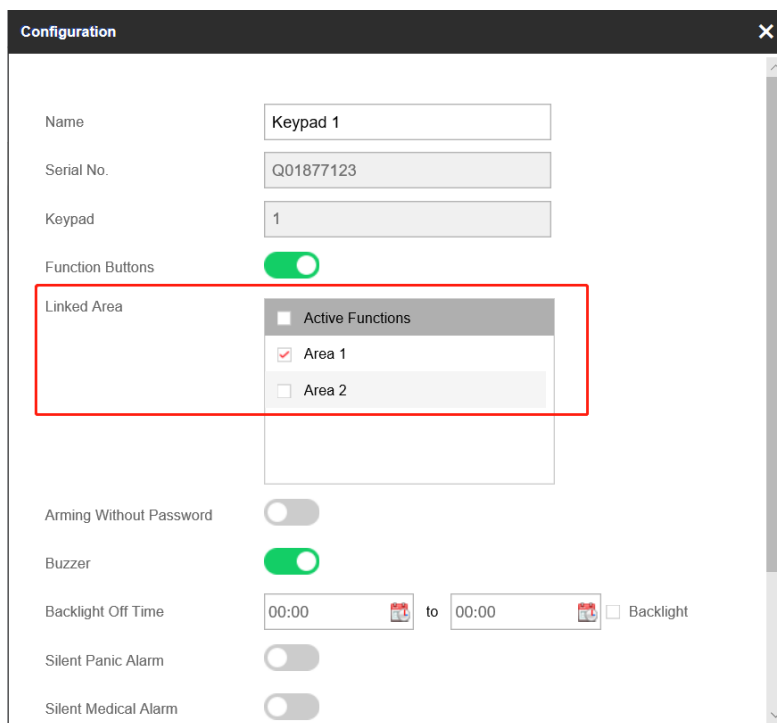 Configuration
Name Keypad 1
Serial No. Q01877123
Keypad 1
Function Buttons
Linked Area
Active Functions
Area 1
Area 2
Arming Without Password
Buzzer
Backlight Off Time 00:00 to 00:00 Backlight
Silent Panic Alarm
Silent Medical Alarm